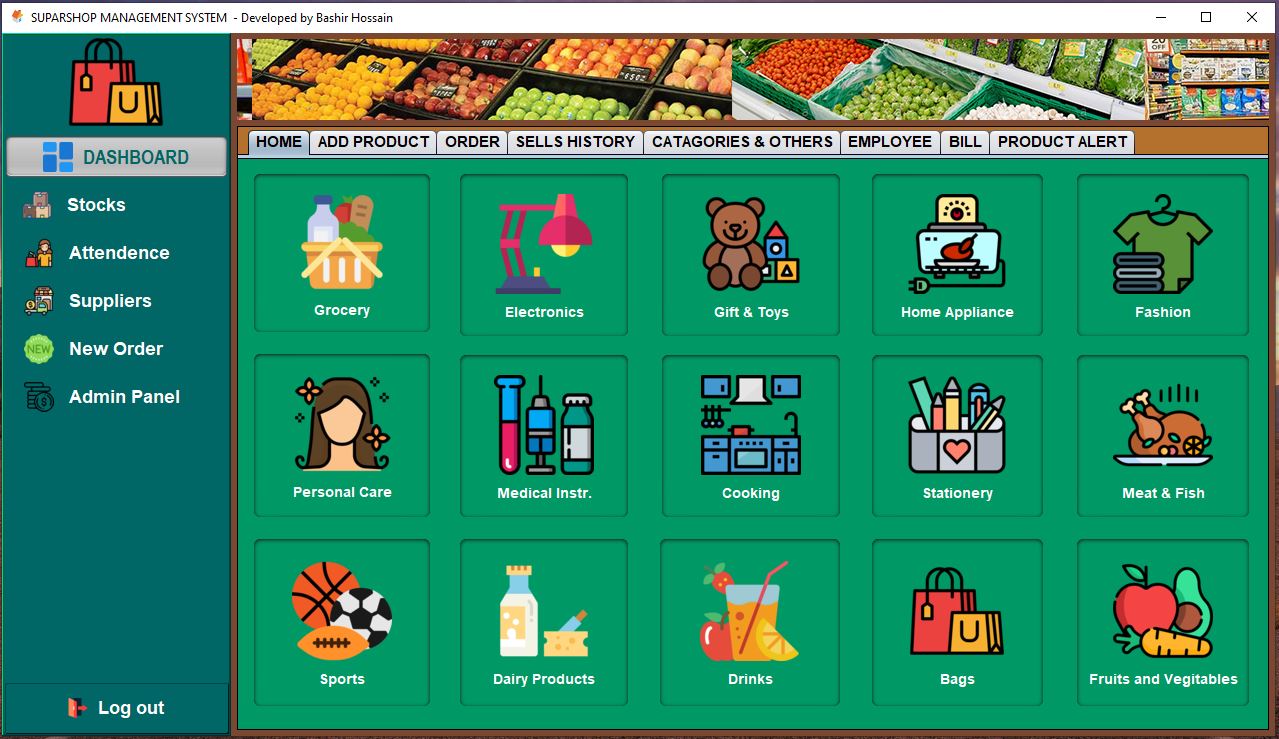 SUPARSHOP MANAGEMENT SYSTEM - Developed by Bashir Hossain
DASHBOARD
Stocks
Attendence
Suppliers
NEW
New Order
Admin Panel
Log out
HOME
ADD PRODUCT
ORDER
SELLS HISTORY
CATAGORIES & OTHERS
EMPLOYEE
BILL
PRODUCT ALERT
Grocery
Electronics
Gift & Toys
Home Appliance
Fashion
Personal Care
Medical Instr.
Cooking
Stationery
Meat & Fish
Sports
Dairy Products
Drinks
Bags
Fruits and Vegitables